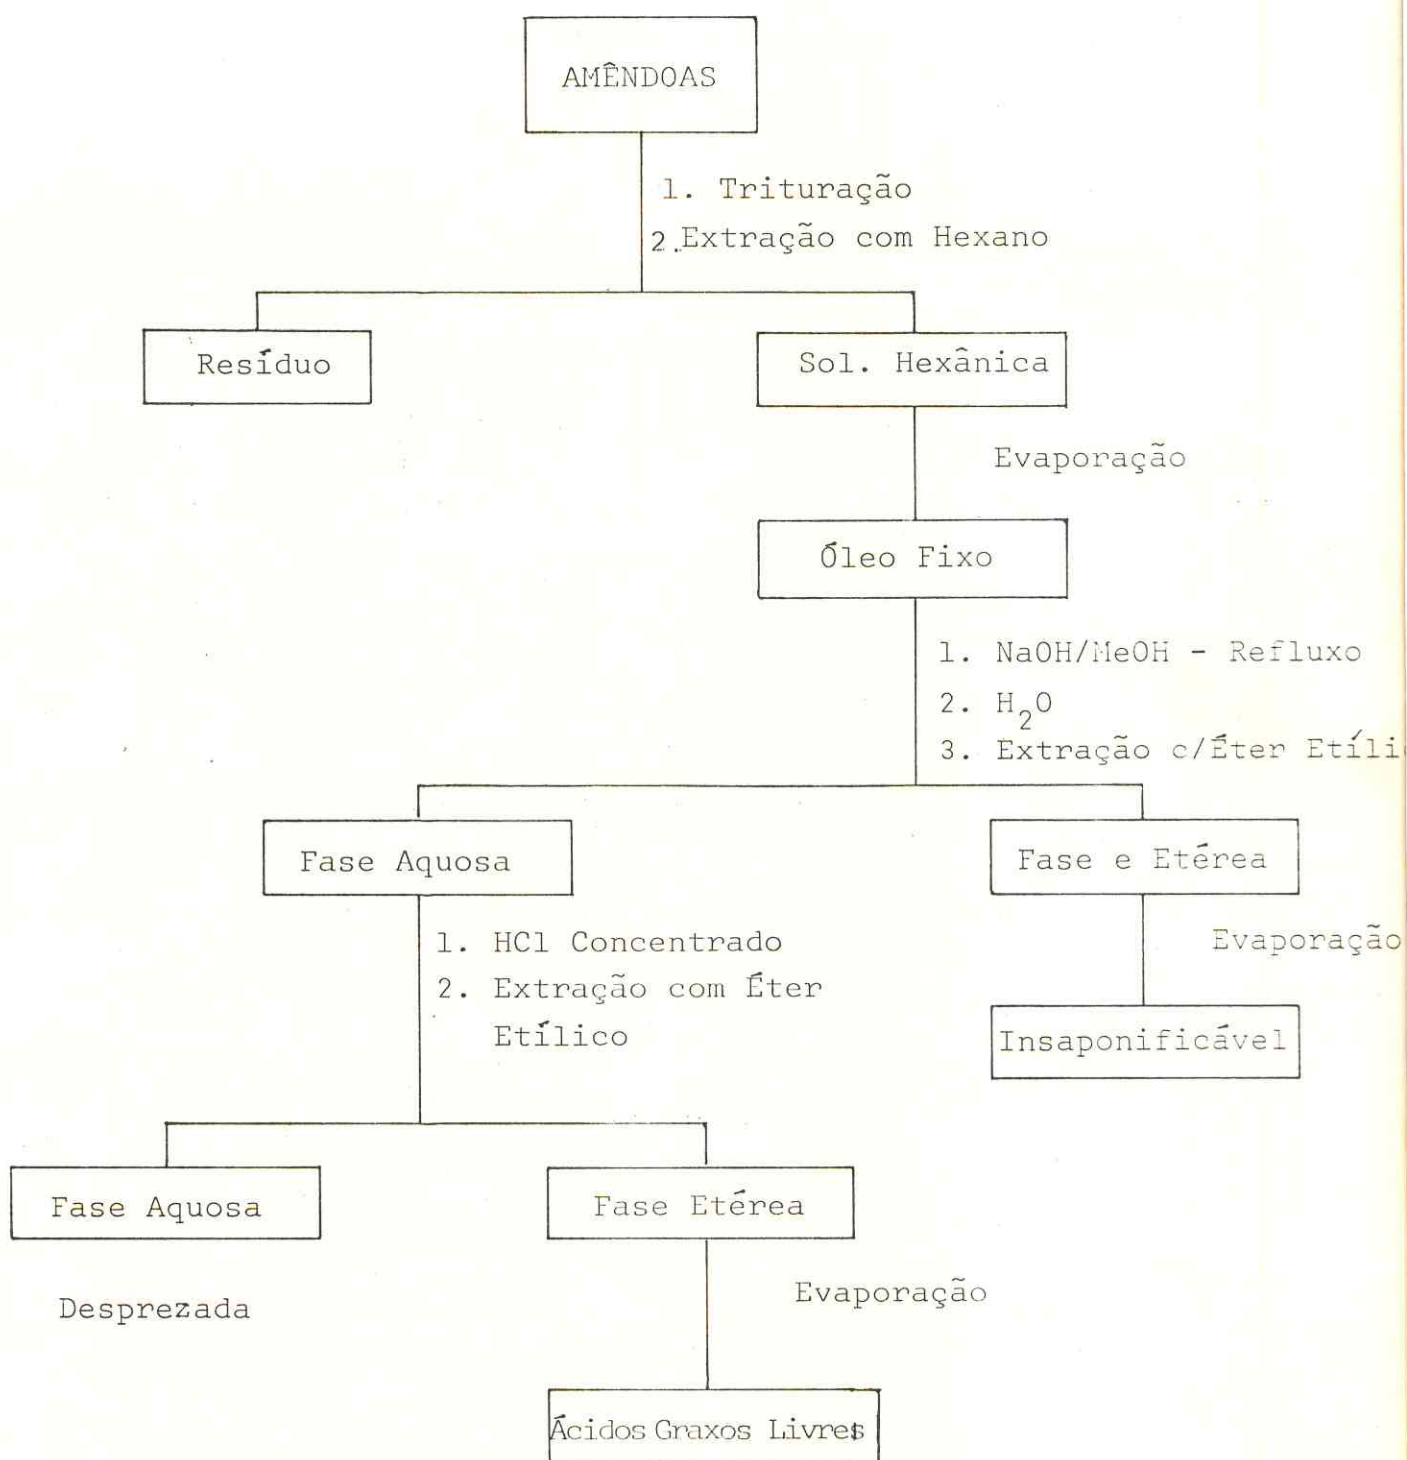 AMÊNDOAS
1. Trituração
2. Extração com Hexano
Resíduo
Sol. Hexânica
Evaporação
Óleo Fixo
1. NaOH/MeOH - Refluxo
2. H₂O
3. Extração c/Éter Etíli
Fase Aquosa
Fase e Etérea
1. HCl Concentrado
2. Extração com Éter
Etílico
Evaporação
Insaponificável
Fase Aquosa
Fase Etérea
Desprezada
Evaporação
Ácidos Graxos Livres